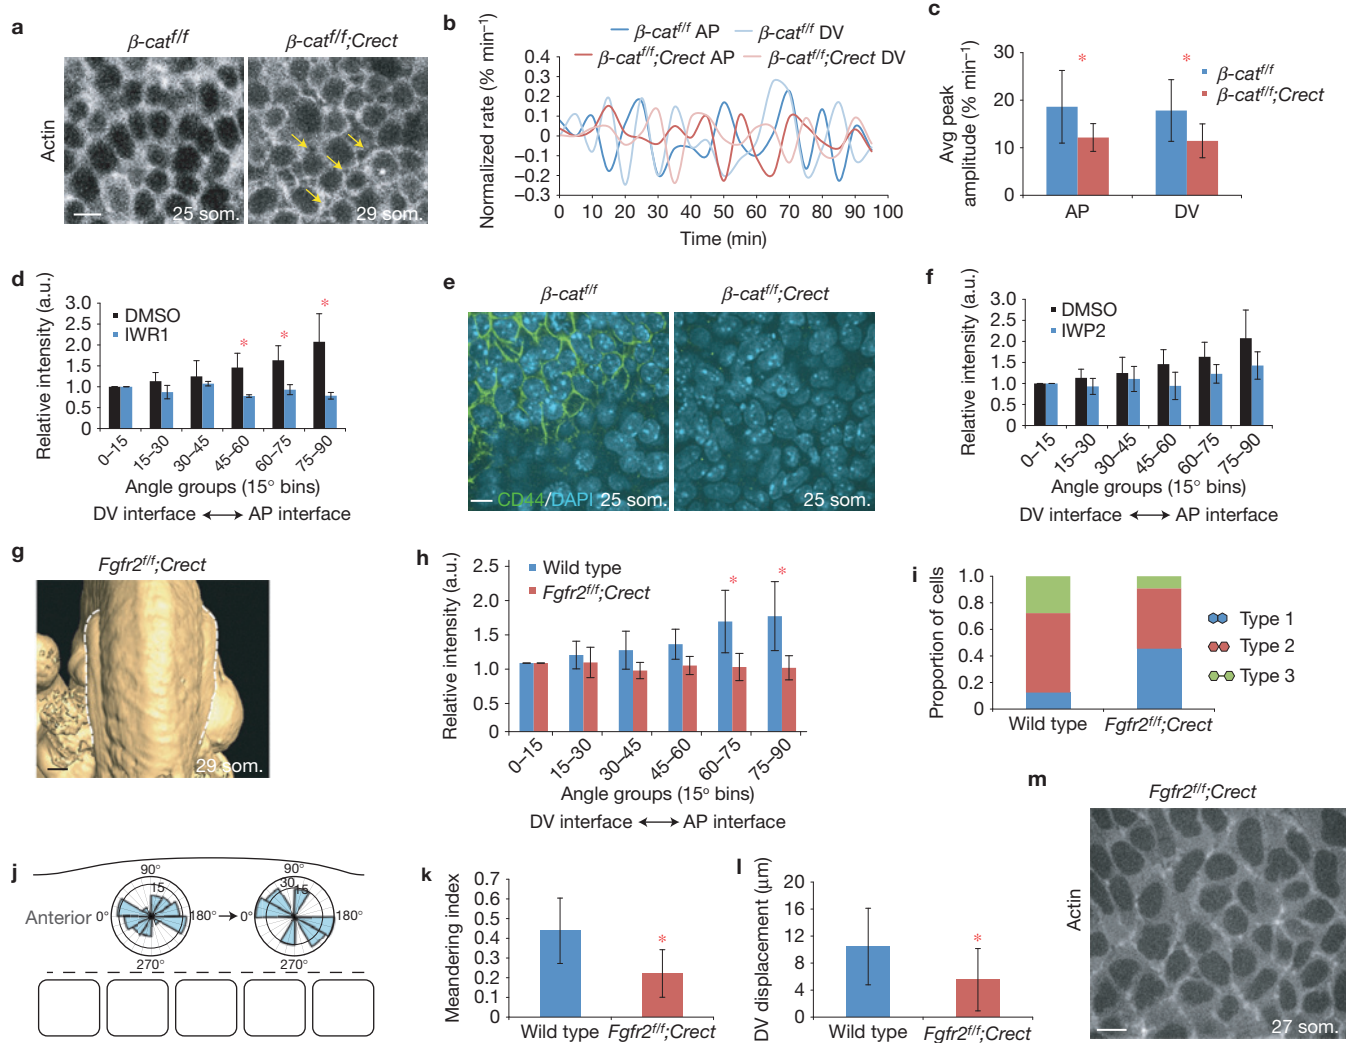 a
β-cat^f/f
β-cat^f/f;Crect
Actin
25 som.
29 som.
b
β-cat^f/f AP
β-cat^f/f DV
β-cat^f/f;Crect AP
β-cat^f/f;Crect DV
Normalized rate (% min⁻¹)
0.4
0.3
0.2
0.1
0
−0.1
−0.2
−0.3
0 10 20 30 40 50 60 70 80 90 100
Time (min)
c
Avg peak
amplitude (% min⁻¹)
30
20
10
0
*
*
β-cat^f/f
β-cat^f/f;Crect
AP
DV
d
Relative intensity (a.u.)
3.0
2.5
2.0
1.5
1.0
0.5
0
DMSO
IWR1
*
*
*
0–15
15–30
30–45
45–60
60–75
75–90
Angle groups (15° bins)
DV interface ↔ AP interface
e
β-cat^f/f
β-cat^f/f;Crect
CD44/DAPI
25 som.
25 som.
f
Relative intensity (a.u.)
3.0
2.5
2.0
1.5
1.0
0.5
0
DMSO
IWP2
0–15
15–30
30–45
45–60
60–75
75–90
Angle groups (15° bins)
DV interface ↔ AP interface
g
Fgfr2^f/f;Crect
29 som.
h
Relative intensity (a.u.)
2.5
2.0
1.5
1.0
0.5
0
Wild type
Fgfr2^f/f;Crect
*
*
0–15
15–30
30–45
45–60
60–75
75–90
Angle groups (15° bins)
DV interface ↔ AP interface
i
Proportion of cells
1.0
0.8
0.6
0.4
0.2
0
Wild type
Fgfr2^f/f;Crect
Type 1
Type 2
Type 3
j
Anterior
90°
15
0°
180°
270°
90°
30
15
0°
180°
270°
k
Meandering index
0.7
0.6
0.5
0.4
0.3
0.2
0.1
0
*
Wild type
Fgfr2^f/f;Crect
l
DV displacement (μm)
20
16
12
8
4
0
*
Wild type
Fgfr2^f/f;Crect
m
Fgfr2^f/f;Crect
Actin
27 som.